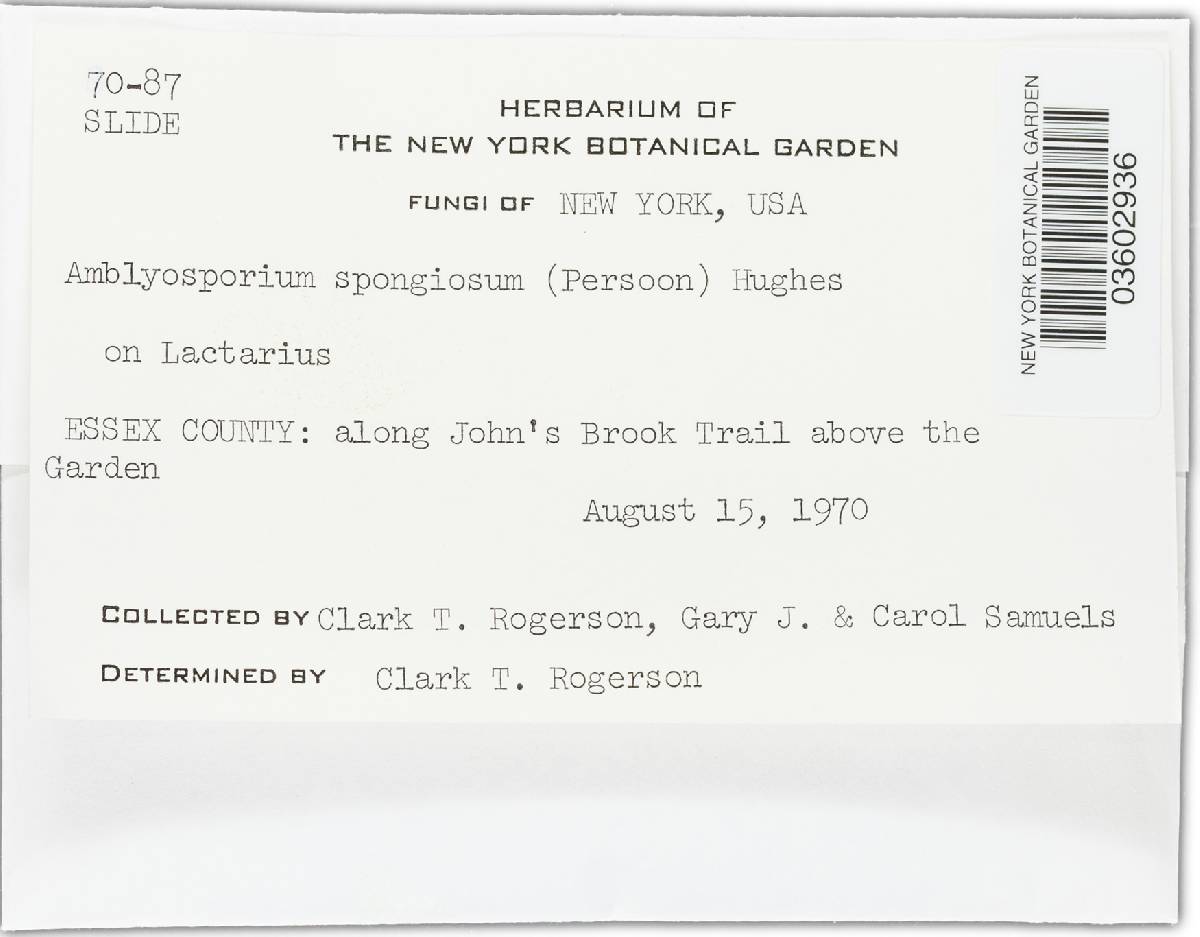 70-87
SLIDE
HERBARIUM OF
THE NEW YORK BOTANICAL GARDEN
FUNGI OF NEW YORK, USA
Amblyosporium spongiosum (Persoon) Hughes
on Lactarius
ESSEX COUNTY: along John's Brook Trail above the
Garden
August 15, 1970
COLLECTED BY Clark T. Rogerson, Gary J. & Carol Samuels
DETERMINED BY Clark T. Rogerson
NEW YORK BOTANICAL GARDEN
03602936